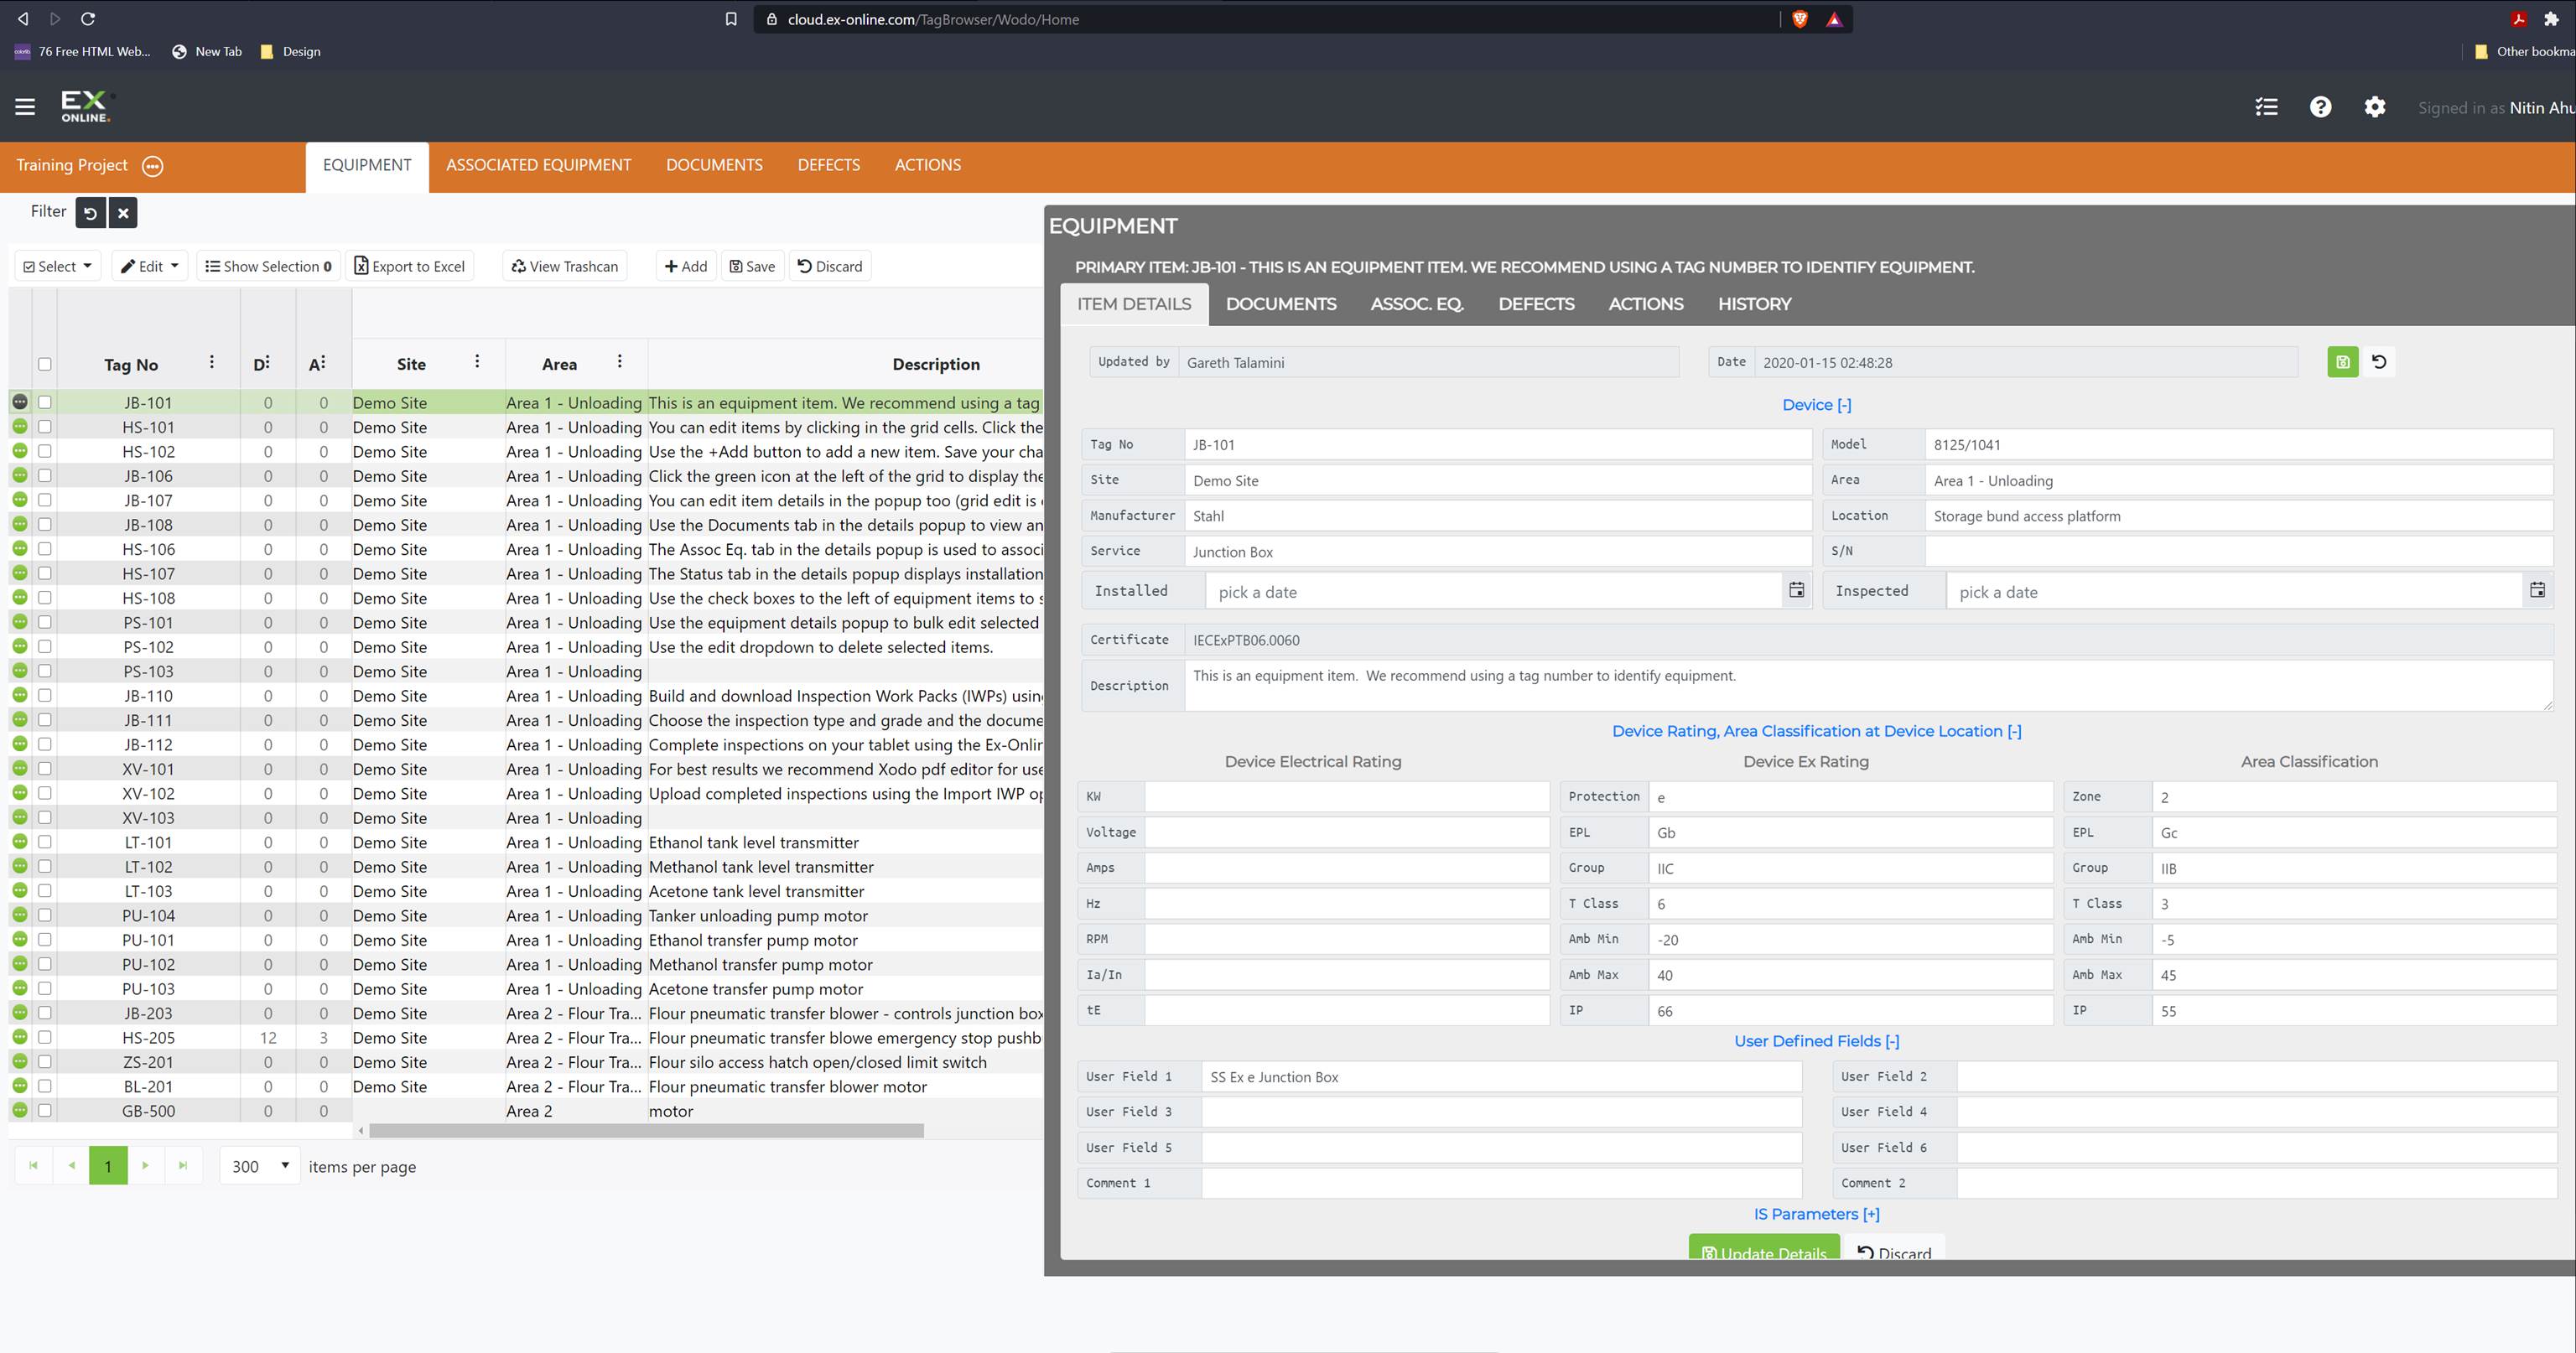 cloud.ex-online.com/TagBrowser/Wodo/Home
76 Free HTML Web...
New Tab
Design
Other bookma
EX
ONLINE.
Signed in as Nitin Ahu
Training Project
EQUIPMENT
ASSOCIATED EQUIPMENT
DOCUMENTS
DEFECTS
ACTIONS
Filter
Select
Edit
Show Selection 0
Export to Excel
View Trashcan
Add
Save
Discard
Tag No
D
A
Site
Area
Description
JB-101 0 0 Demo Site Area 1 - Unloading This is an equipment item. We recommend using a tag
HS-101 0 0 Demo Site Area 1 - Unloading You can edit items by clicking in the grid cells. Click the
HS-102 0 0 Demo Site Area 1 - Unloading Use the +Add button to add a new item. Save your cha
JB-106 0 0 Demo Site Area 1 - Unloading Click the green icon at the left of the grid to display the
JB-107 0 0 Demo Site Area 1 - Unloading You can edit item details in the popup too (grid edit is
JB-108 0 0 Demo Site Area 1 - Unloading Use the Documents tab in the details popup to view an
HS-106 0 0 Demo Site Area 1 - Unloading The Assoc Eq. tab in the details popup is used to associ
HS-107 0 0 Demo Site Area 1 - Unloading The Status tab in the details popup displays installation
HS-108 0 0 Demo Site Area 1 - Unloading Use the check boxes to the left of equipment items to s
PS-101 0 0 Demo Site Area 1 - Unloading Use the equipment details popup to bulk edit selected
PS-102 0 0 Demo Site Area 1 - Unloading Use the edit dropdown to delete selected items.
PS-103 0 0 Demo Site Area 1 - Unloading
JB-110 0 0 Demo Site Area 1 - Unloading Build and download Inspection Work Packs (IWPs) usin
JB-111 0 0 Demo Site Area 1 - Unloading Choose the inspection type and grade and the docume
JB-112 0 0 Demo Site Area 1 - Unloading Complete inspections on your tablet using the Ex-Onlin
XV-101 0 0 Demo Site Area 1 - Unloading For best results we recommend Xodo pdf editor for use
XV-102 0 0 Demo Site Area 1 - Unloading Upload completed inspections using the Import IWP op
XV-103 0 0 Demo Site Area 1 - Unloading
LT-101 0 0 Demo Site Area 1 - Unloading Ethanol tank level transmitter
LT-102 0 0 Demo Site Area 1 - Unloading Methanol tank level transmitter
LT-103 0 0 Demo Site Area 1 - Unloading Acetone tank level transmitter
PU-104 0 0 Demo Site Area 1 - Unloading Tanker unloading pump motor
PU-101 0 0 Demo Site Area 1 - Unloading Ethanol transfer pump motor
PU-102 0 0 Demo Site Area 1 - Unloading Methanol transfer pump motor
PU-103 0 0 Demo Site Area 1 - Unloading Acetone transfer pump motor
JB-203 0 0 Demo Site Area 2 - Flour Tra... Flour pneumatic transfer blower - controls junction box
HS-205 12 3 Demo Site Area 2 - Flour Tra... Flour pneumatic transfer blowe emergency stop pushb
ZS-201 0 0 Demo Site Area 2 - Flour Tra... Flour silo access hatch open/closed limit switch
BL-201 0 0 Demo Site Area 2 - Flour Tra... Flour pneumatic transfer blower motor
GB-500 0 0 Area 2 motor
1
300
items per page
EQUIPMENT
PRIMARY ITEM: JB-101 - THIS IS AN EQUIPMENT ITEM. WE RECOMMEND USING A TAG NUMBER TO IDENTIFY EQUIPMENT.
ITEM DETAILS
DOCUMENTS
ASSOC. EQ.
DEFECTS
ACTIONS
HISTORY
Updated by Gareth Talamini
Date 2020-01-15 02:48:28
Device [-]
Tag No JB-101
Model 8125/1041
Site Demo Site
Area Area 1 - Unloading
Manufacturer Stahl
Location Storage bund access platform
Service Junction Box
S/N
Installed pick a date
Inspected pick a date
Certificate IECExPTB06.0060
Description This is an equipment item.  We recommend using a tag number to identify equipment.
Device Rating, Area Classification at Device Location [-]
Device Electrical Rating
Device Ex Rating
Area Classification
KW
Protection e
Zone 2
Voltage
EPL Gb
EPL Gc
Amps
Group IIC
Group IIB
Hz
T Class 6
T Class 3
RPM
Amb Min -20
Amb Min -5
Ia/In
Amb Max 40
Amb Max 45
tE
IP 66
IP 55
User Defined Fields [-]
User Field 1 SS Ex e Junction Box
User Field 2
User Field 3
User Field 4
User Field 5
User Field 6
Comment 1
Comment 2
IS Parameters [+]
Update Details
Discard